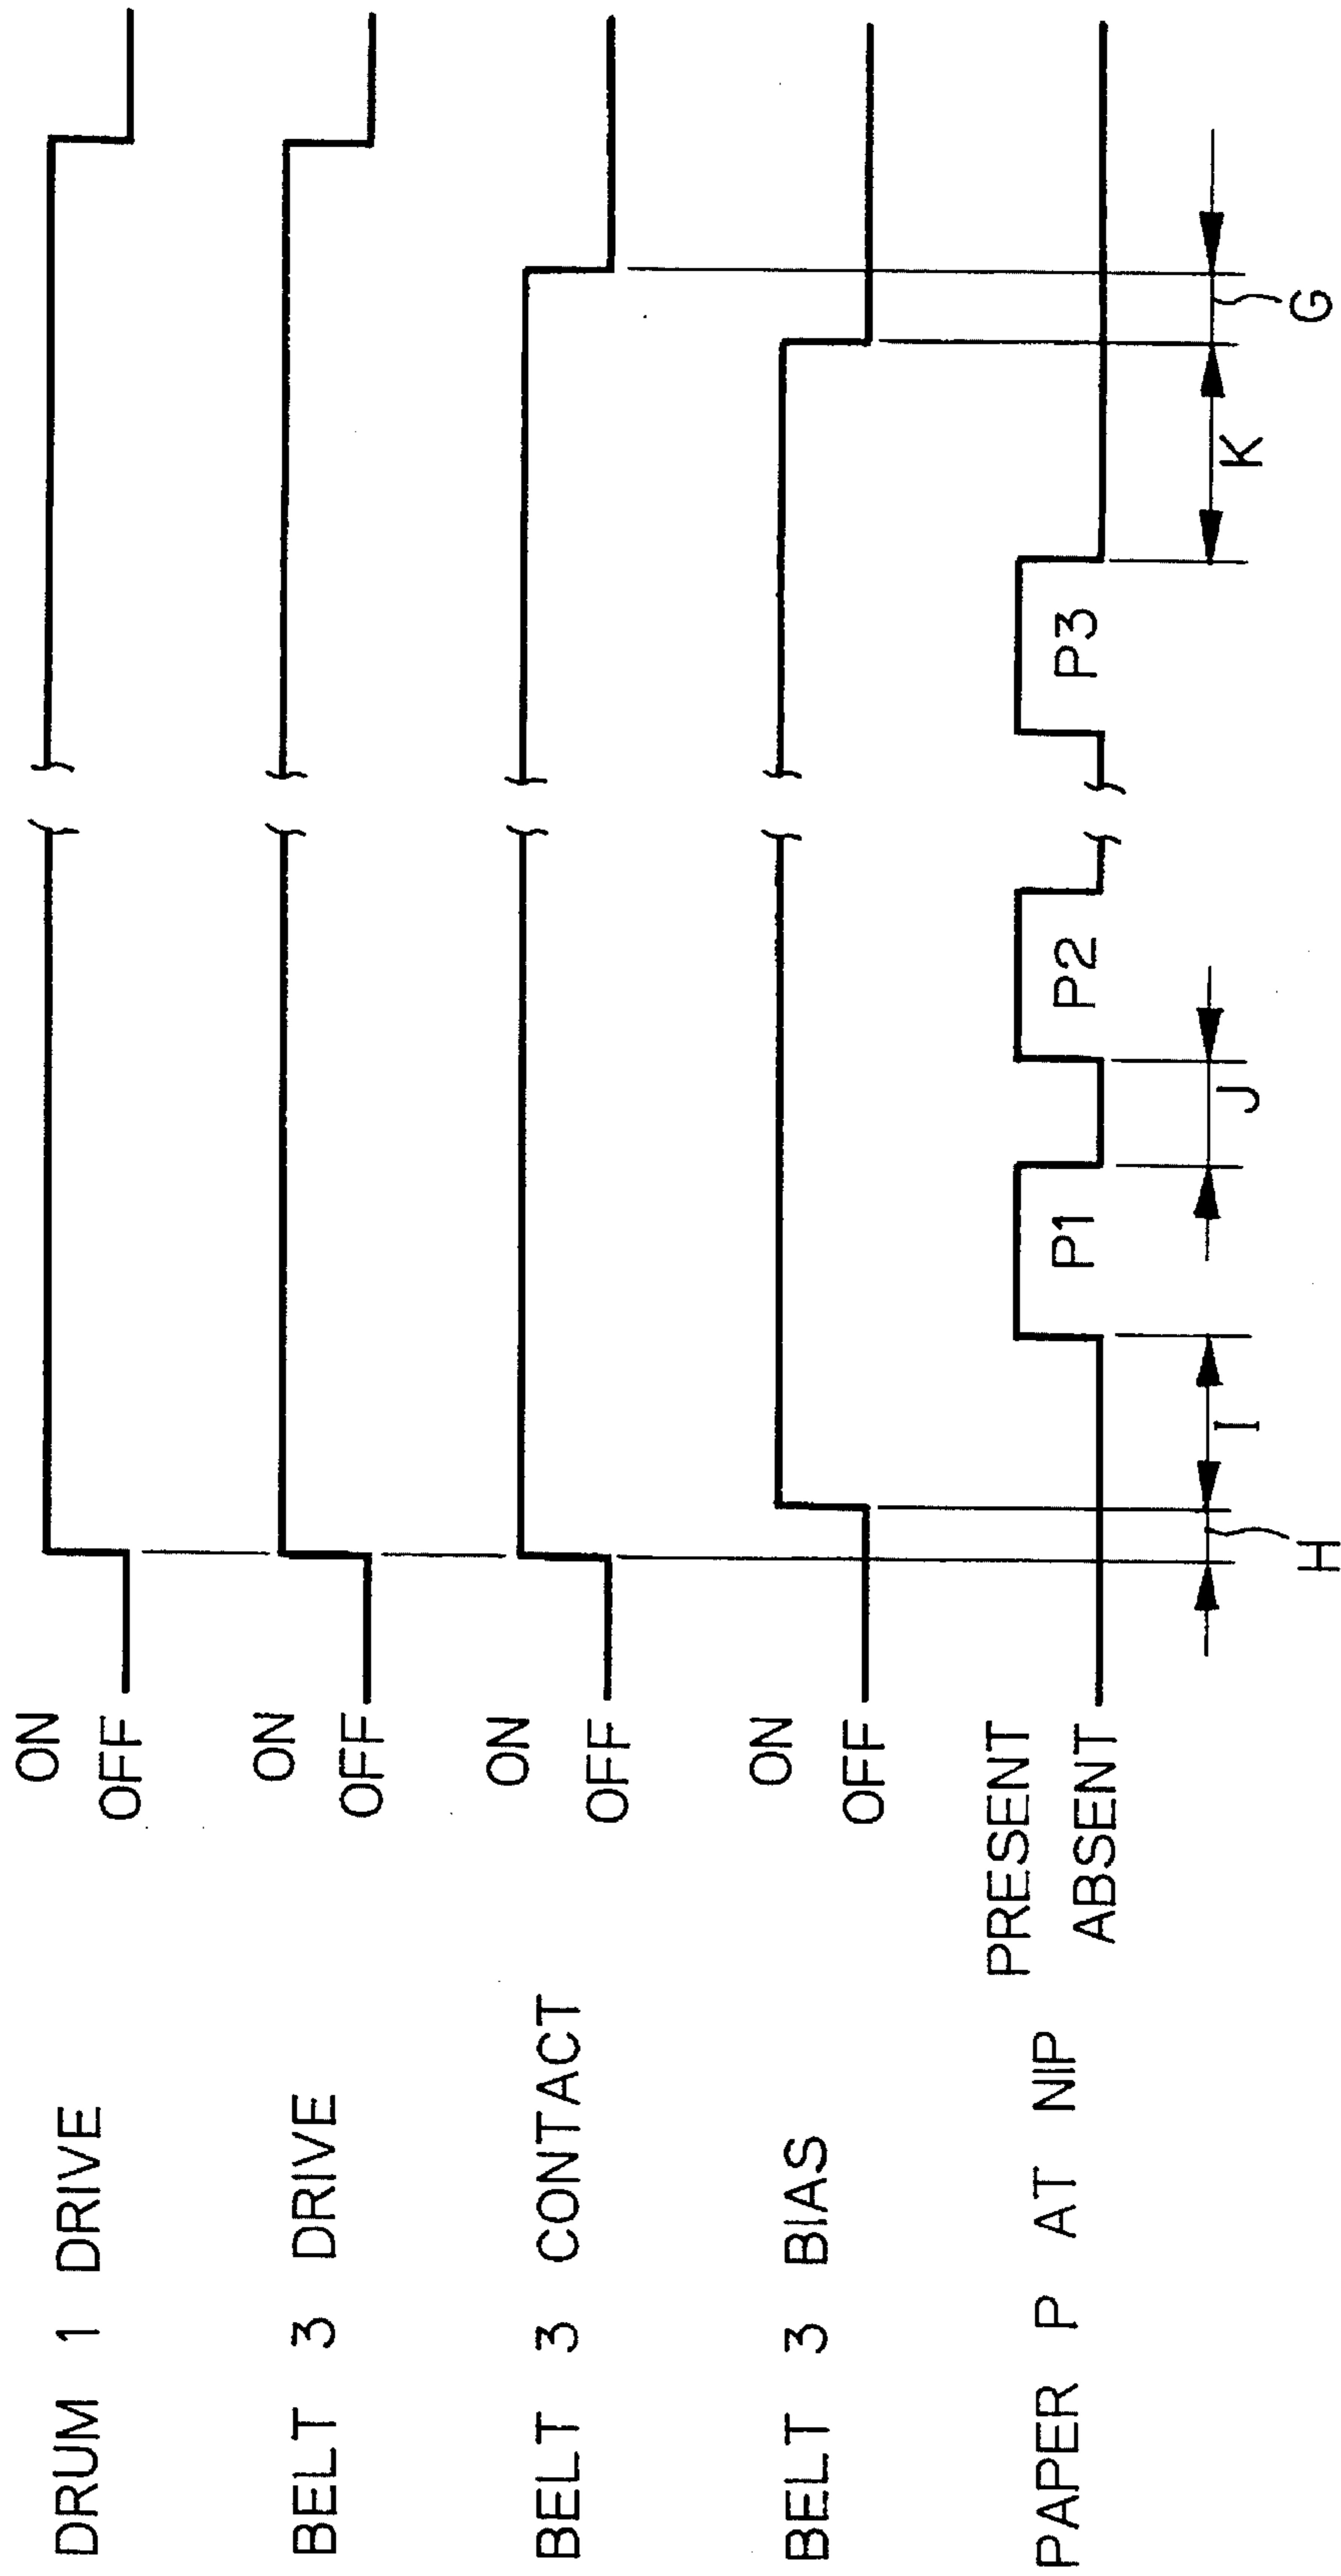 DRUM 1 DRIVE
ON
OFF
BELT 3 DRIVE
ON
OFF
BELT 3 CONTACT
ON
OFF
BELT 3 BIAS
ON
OFF
PAPER P AT NIP
PRESENT
ABSENT
P1
P2
P3
H
I
J
K
G